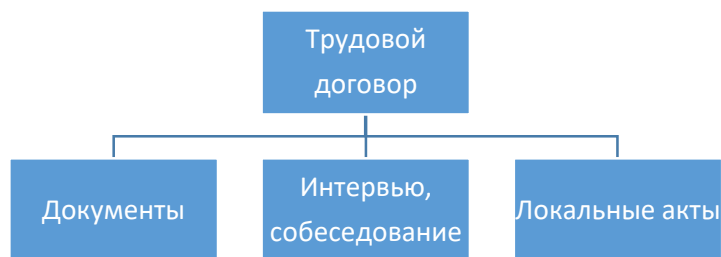 Трудовой
договор
Документы
Интервью,
собеседование
Локальные акты